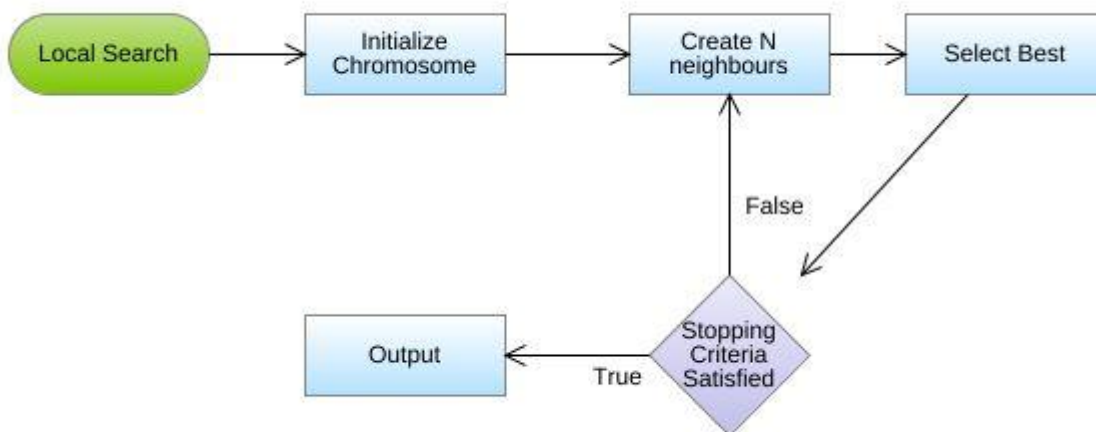 Local Search
Initialize
Chromosome
Create N
neighbours
Select Best
False
Stopping
Criteria
Satisfied
True
Output